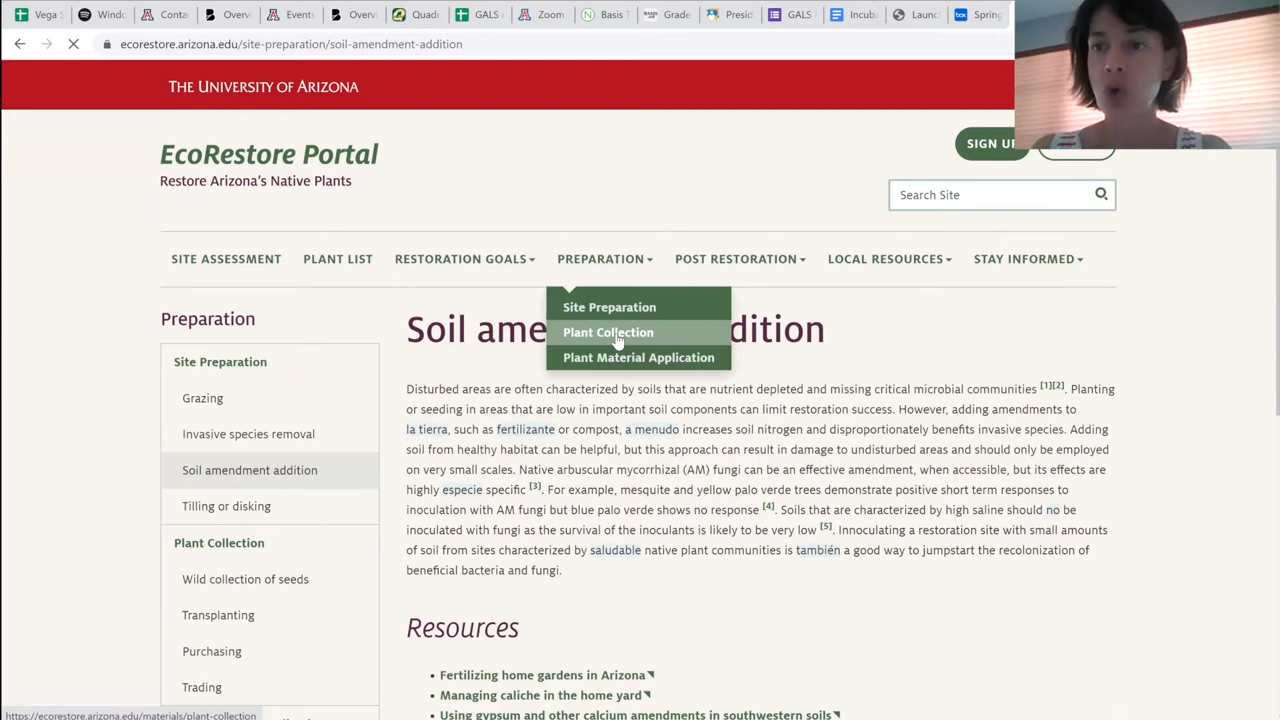 Vega S
Windo
Conta
Overvi
Events
Overvi
Quadr
GALS
Zoom
Basis T
Grade
Presid
GALS
Incuba
Launc
Spring
ecorestore.arizona.edu/site-preparation/soil-amendment-addition
THE UNIVERSITY OF ARIZONA
EcoRestore Portal
Restore Arizona's Native Plants
SIGN UP
Search Site
SITE ASSESSMENT PLANT LIST RESTORATION GOALS PREPARATION POST RESTORATION LOCAL RESOURCES STAY INFORMED
Site Preparation
Plant Collection
Plant Material Application
Preparation
Site Preparation
Grazing
Invasive species removal
Soil amendment addition
Tilling or disking
Plant Collection
Wild collection of seeds
Transplanting
Purchasing
Trading
Soil ame dition
Disturbed areas are often characterized by soils that are nutrient depleted and missing critical microbial communities [1][2]. Planting
or seeding in areas that are low in important soil components can limit restoration success. However, adding amendments to
la tierra, such as fertilizante or compost, a menudo increases soil nitrogen and disproportionately benefits invasive species. Adding
soil from healthy habitat can be helpful, but this approach can result in damage to undisturbed areas and should only be employed
on very small scales. Native arbuscular mycorrhizal (AM) fungi can be an effective amendment, when accessible, but its effects are
highly especie specific [3]. For example, mesquite and yellow palo verde trees demonstrate positive short term responses to
inoculation with AM fungi but blue palo verde shows no response [4]. Soils that are characterized by high saline should no be
inoculated with fungi as the survival of the inoculants is likely to be very low [5]. Innoculating a restoration site with small amounts
of soil from sites characterized by saludable native plant communities is también a good way to jumpstart the recolonization of
beneficial bacteria and fungi.
Resources
• Fertilizing home gardens in Arizona
• Managing caliche in the home yard
• Using gypsum and other calcium amendments in southwestern soils
https://ecorestore.arizona.edu/materials/plant-collection